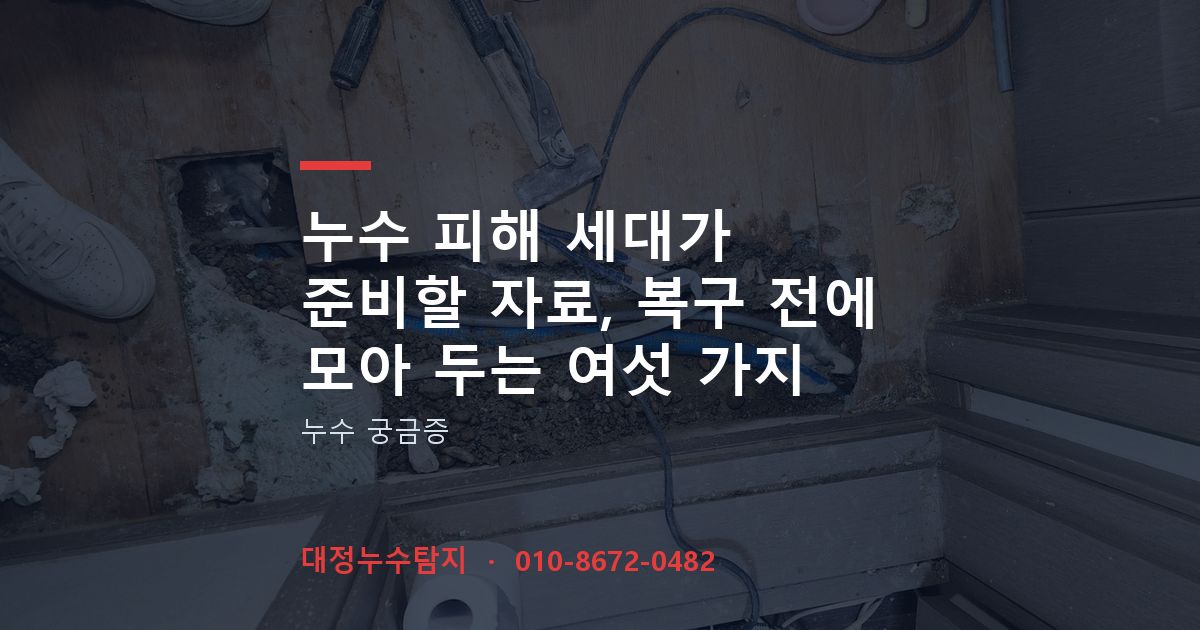 누수 피해 세대가
준비할 자료, 복구 전에
모아 두는 여섯 가지
누수 궁금증
대정누수탐지 · 010-8672-0482